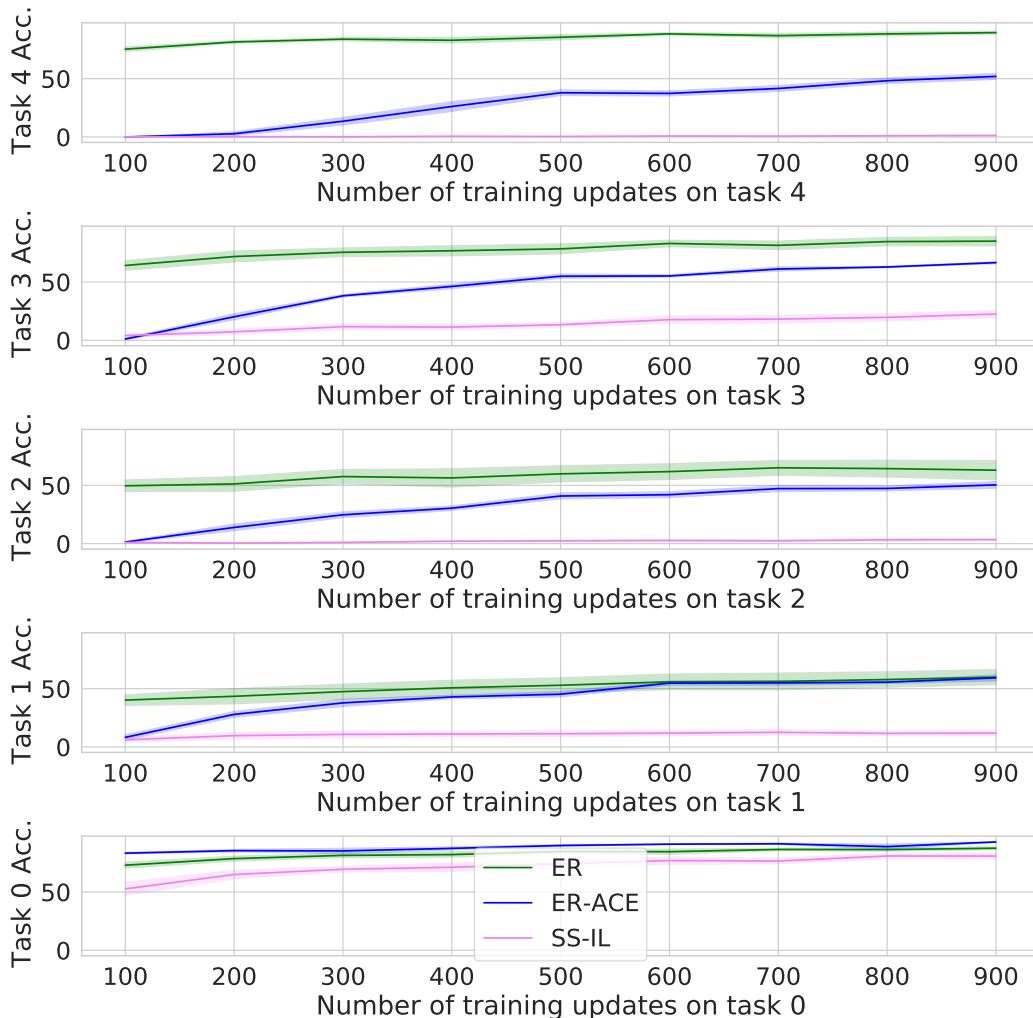 Task 4 Acc.
50
0
100 200 300 400 500 600 700 800 900
Number of training updates on task 4
Task 3 Acc.
50
0
100 200 300 400 500 600 700 800 900
Number of training updates on task 3
Task 2 Acc.
50
0
100 200 300 400 500 600 700 800 900
Number of training updates on task 2
Task 1 Acc.
50
0
100 200 300 400 500 600 700 800 900
Number of training updates on task 1
Task 0 Acc.
50
0
ER
ER-ACE
SS-IL
100 200 300 400 500 600 700 800 900
Number of training updates on task 0